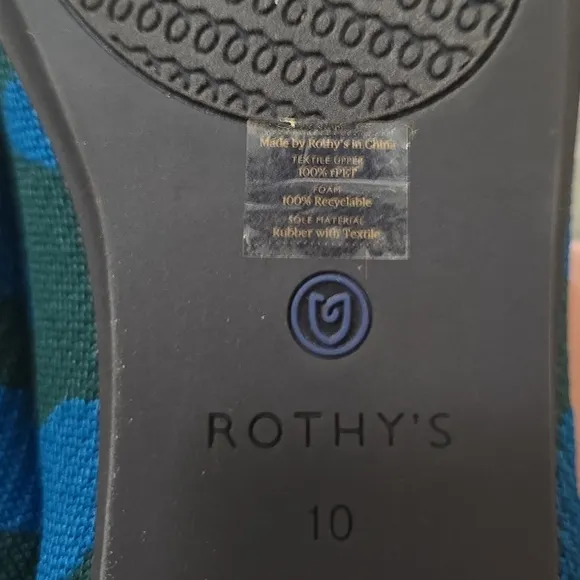 Made by Rothy's in China
TEXTILE UPPER
100% rPET
FOAM
100% Recyclable
SOLE MATERIAL
Rubber with Textile
ROTHY'S
10